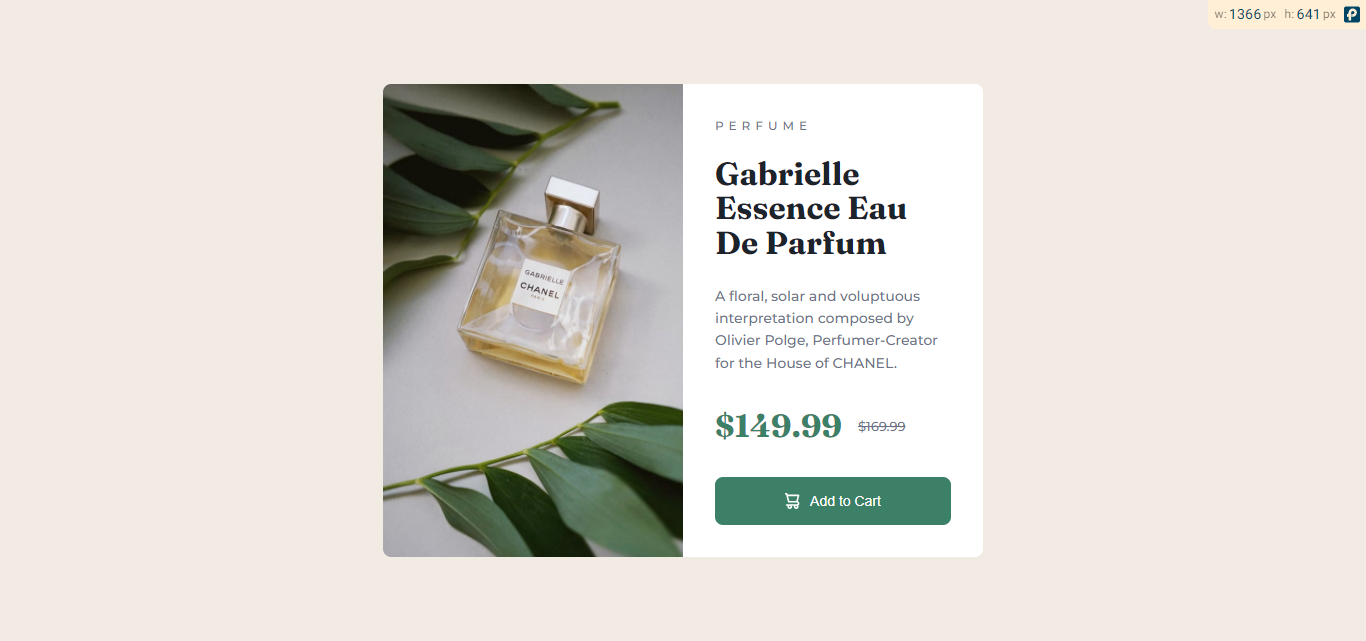 w: 1366 px h: 641 px
PERFUME
Gabrielle
Essence Eau
De Parfum
A floral, solar and voluptuous
interpretation composed by
Olivier Polge, Perfumer-Creator
for the House of CHANEL.
$149.99 $169.99
Add to Cart
GABRIELLE
CHANEL
PARIS